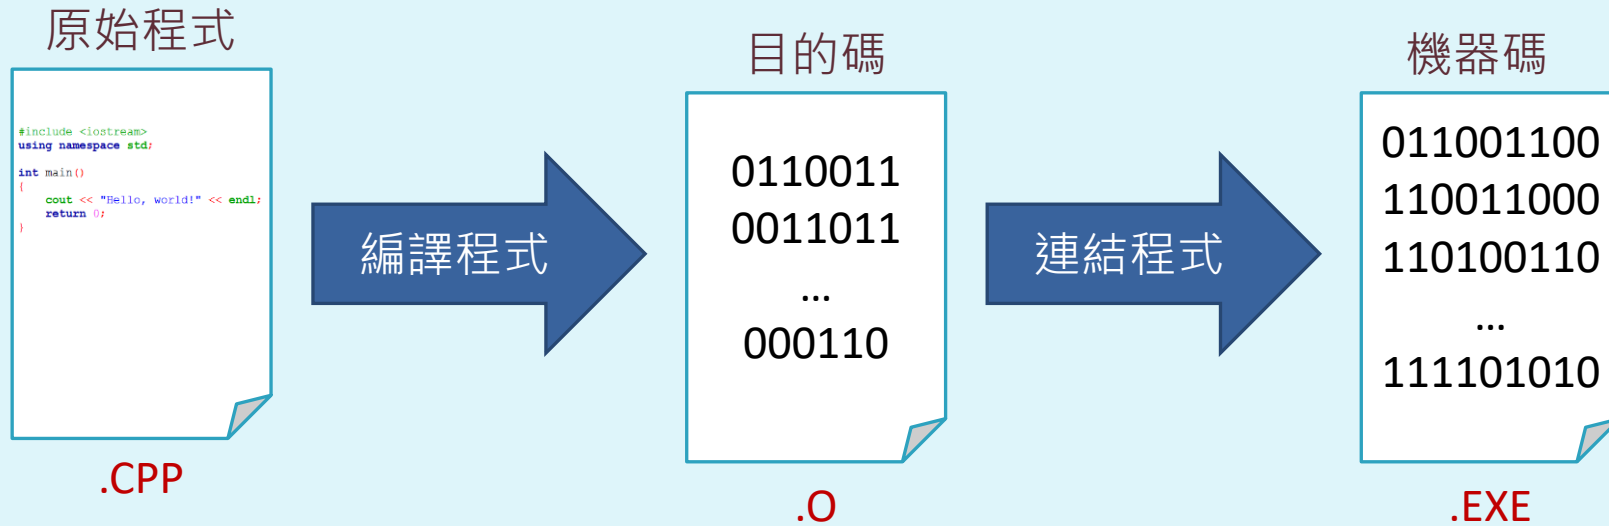 原始程式
#include <iostream>
using namespace std;
int main()
{
cout << "Hello, world!" << endl;
return 0;
}
.CPP
編譯程式
目的碼
0110011
0011011
...
000110
.O
連結程式
機器碼
011001100
110011000
110100110
...
111101010
.EXE